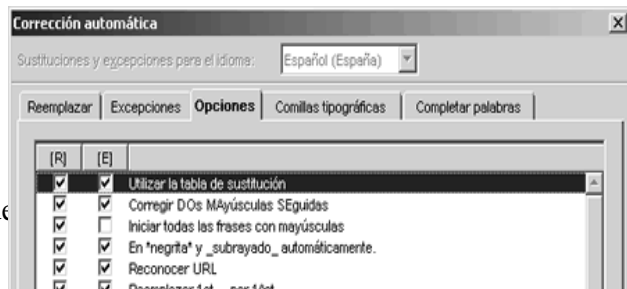 Corrección automática
Sustituciones y excepciones para el idioma: Español (España)
Reemplazar Excepciones Opciones Comillas tipográficas Completar palabras
[R] [E]
Utilizar la tabla de sustitución
Corregir DOs MAyúsculas SEguidas
Iniciar todas las frases con mayúsculas
En *negrita* y _subrayado_ automáticamente.
Reconocer URL